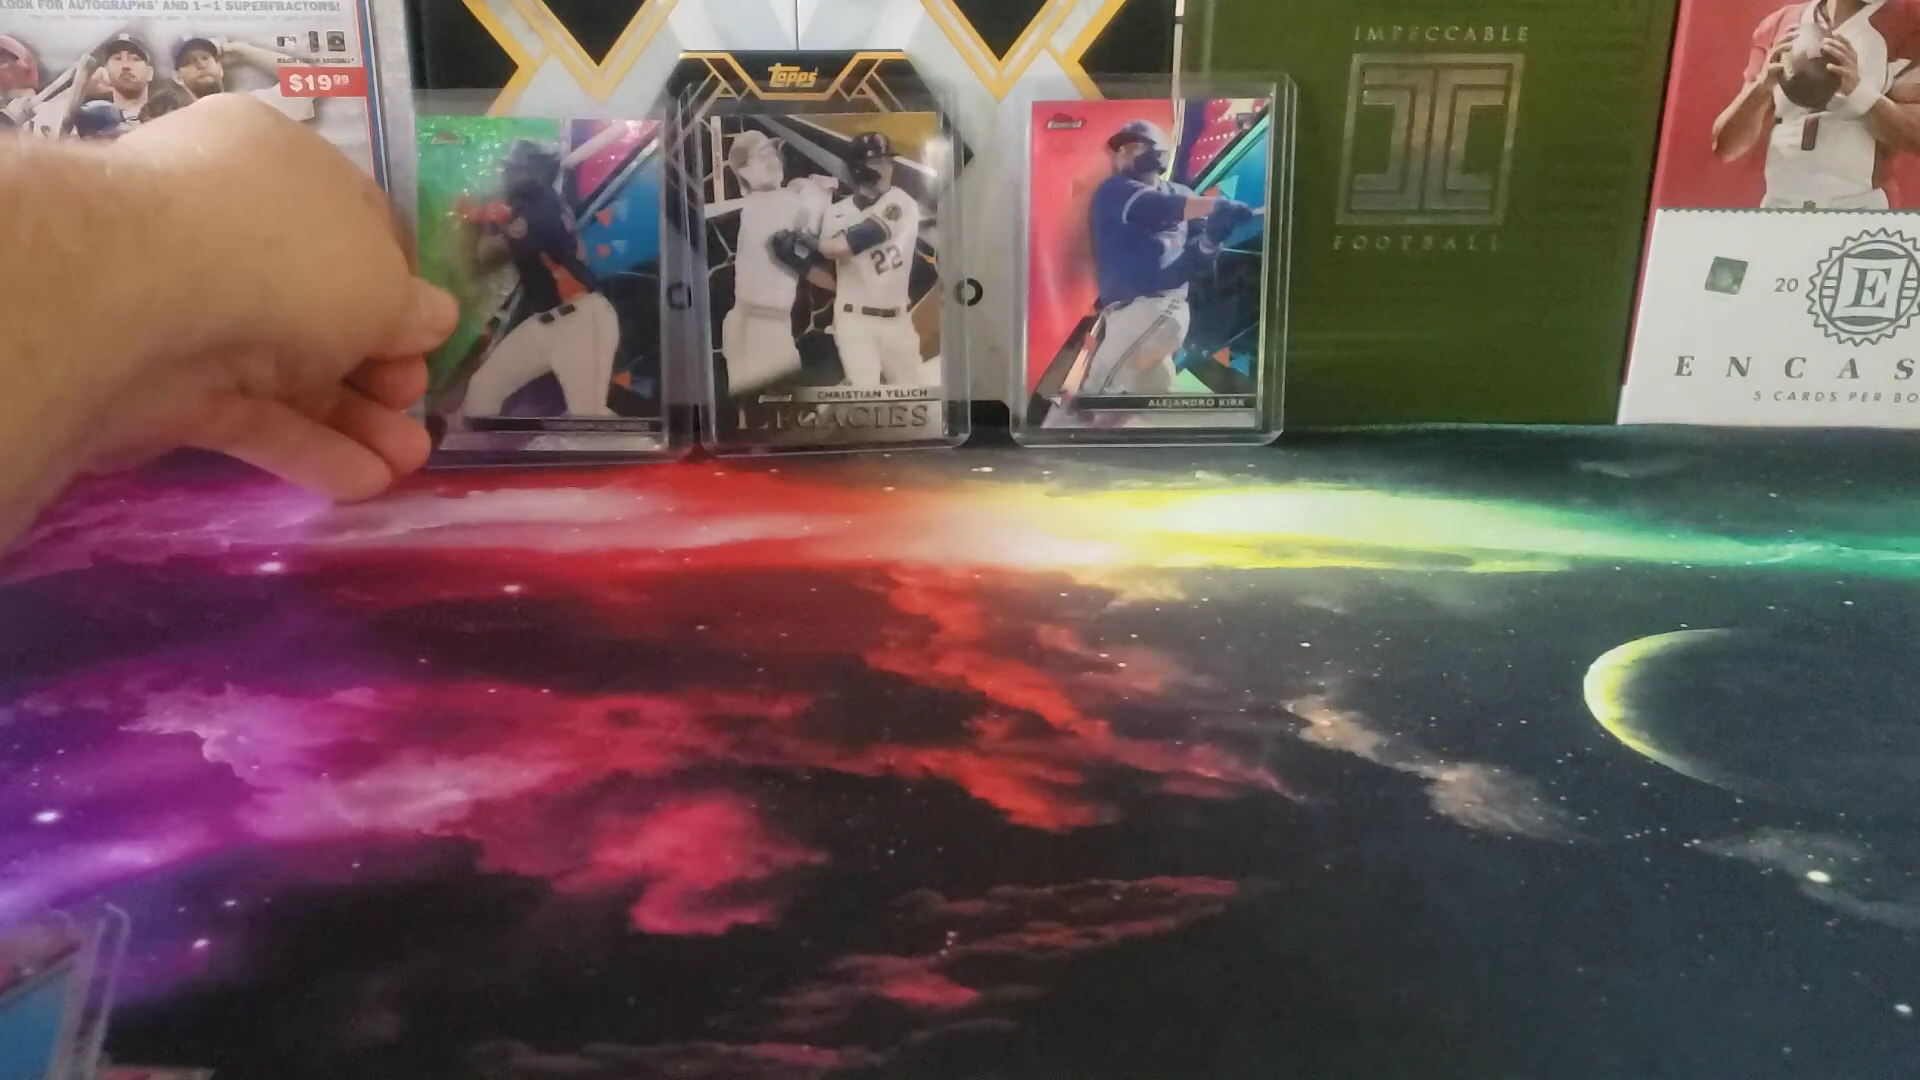 LOOK FOR AUTOGRAPHS AND 1-1 SUPERFRACTORS!
$19.99
Topps
22
CHRISTIAN YELICH
LEGACIES
ALEJANDRO KIRK
IMPECCABLE
FOOTBALL
1
20
E
ENCAS
5 CARDS PER BO